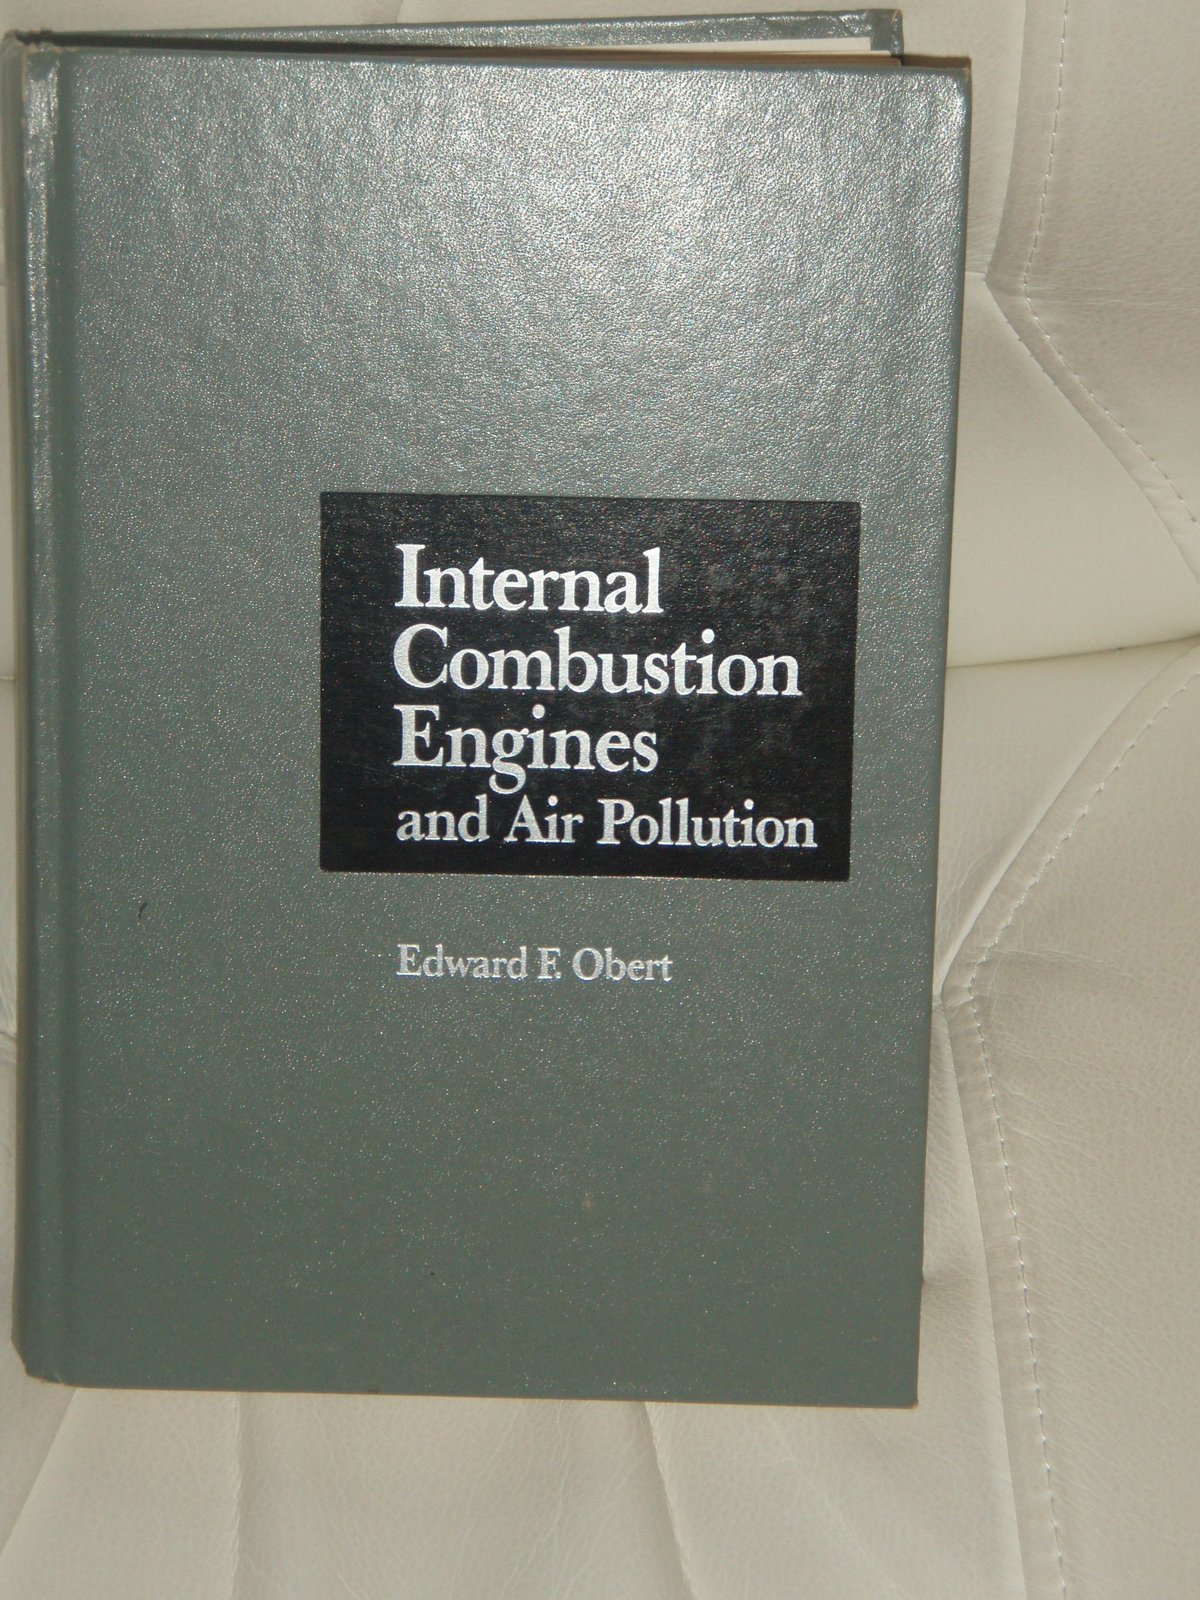 Internal
Combustion
Engines
and Air Pollution
Edward F. Obert